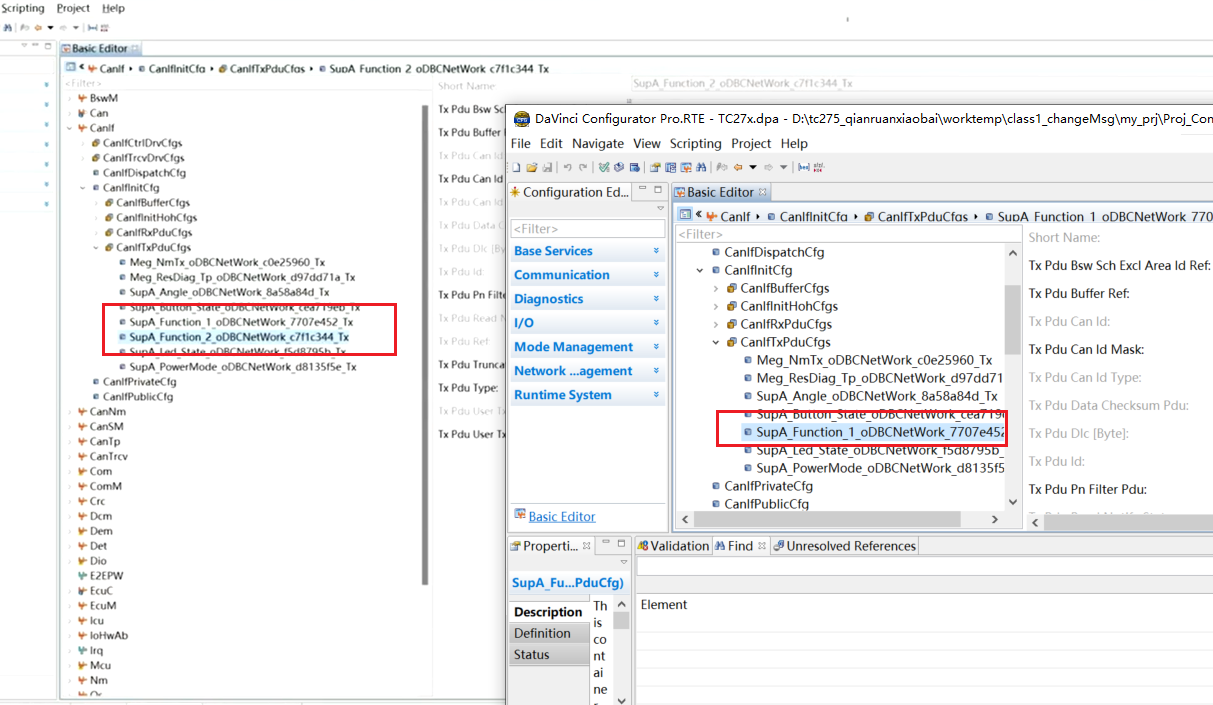 Scripting Project Help
Basic Editor
CanIf CanIfInitCfg CanIfTxPduCfgs SupA_Function_2_oDBCNetWork_c7f1c344_Tx
<Filter>
Short Name
SupA_Function_2_oDBCNetWork_c7f1c344_Tx
BswM
Can
CanIf
CanIfCtrlDrvCfgs
CanIfTrcvDrvCfgs
CanIfDispatchCfg
CanIfInitCfg
CanIfBufferCfgs
CanIfInitHohCfgs
CanIfRxPduCfgs
CanIfTxPduCfgs
Meg_NmTx_oDBCNetWork_c0e25960_Tx
Meg_ResDiag_Tp_oDBCNetWork_d97dd71a_Tx
SupA_Angle_oDBCNetWork_8a58a84d_Tx
SupA_Button_State_oDBCNetWork_cea719eb_Tx
SupA_Function_1_oDBCNetWork_7707e452_Tx
SupA_Function_2_oDBCNetWork_c7f1c344_Tx
SupA_Led_State_oDBCNetWork_f5d8795b_Tx
SupA_PowerMode_oDBCNetWork_d8135f5e_Tx
CanIfPrivateCfg
CanIfPublicCfg
CanNm
CanSM
CanTp
CanTrcv
Com
ComM
Crc
Dcm
Dem
Det
Dio
E2EPW
EcuC
EcuM
Icu
IoHwAb
Irq
Mcu
Nm
Tx Pdu Bsw Sc
Tx Pdu Buffer
Tx Pdu Can Id
Tx Pdu Can Id
Tx Pdu Can Id
Tx Pdu Data C
Tx Pdu Dlc [By
Tx Pdu Id:
Tx Pdu Pn Filte
Tx Pdu Read N
Tx Pdu Ref
Tx Pdu Trunca
Tx Pdu Type:
Tx Pdu User Tx
Tx Pdu User Tx
DaVinci Configurator Pro.RTE - TC27x.dpa - D:\tc275_qianruanxiaobai\worktemp\class1_changeMsg\my_prj\Proj_Con
File Edit Navigate View Scripting Project Help
Configuration Ed...
<Filter>
Base Services
Communication
Diagnostics
I/O
Mode Management
Network ...agement
Runtime System
Basic Editor
Basic Editor
CanIf CanIfInitCfg CanIfTxPduCfgs SupA_Function_1_oDBCNetWork_770
<Filter>
CanIfDispatchCfg
CanIfInitCfg
CanIfBufferCfgs
CanIfInitHohCfgs
CanIfRxPduCfgs
CanIfTxPduCfgs
Meg_NmTx_oDBCNetWork_c0e25960_Tx
Meg_ResDiag_Tp_oDBCNetWork_d97dd71
SupA_Angle_oDBCNetWork_8a58a84d_Tx
SupA_Button_State_oDBCNetWork_cea719e
SupA_Function_1_oDBCNetWork_7707e452
SupA_Led_State_oDBCNetWork_f5d8795b_
SupA_PowerMode_oDBCNetWork_d8135f5
CanIfPrivateCfg
CanIfPublicCfg
Short Name:
Tx Pdu Bsw Sch Excl Area Id Ref:
Tx Pdu Buffer Ref:
Tx Pdu Can Id:
Tx Pdu Can Id Mask:
Tx Pdu Can Id Type:
Tx Pdu Data Checksum Pdu:
Tx Pdu Dlc [Byte]:
Tx Pdu Id:
Tx Pdu Pn Filter Pdu:
Properti...
SupA_Fu...PduCfg)
Description
Definition
Status
Th
is
co
nt
ai
ne
Validation Find Unresolved References
Element